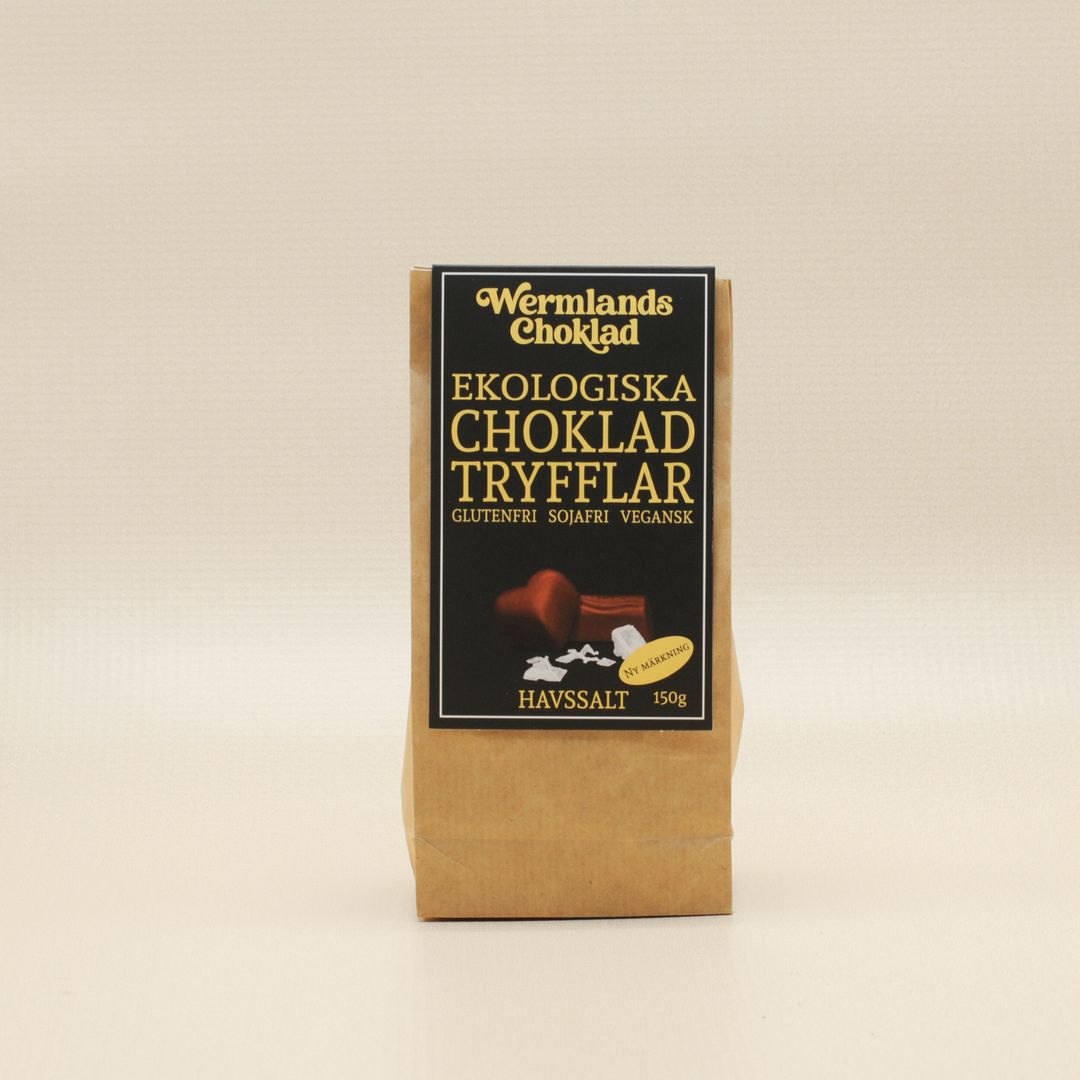 Wermlands
Choklad
EKOLOGISKA
CHOKLAD
TRYFFLAR
GLUTENFRI SOJAFRI VEGANSK
NY MÄRKNING
HAVSSALT 150g